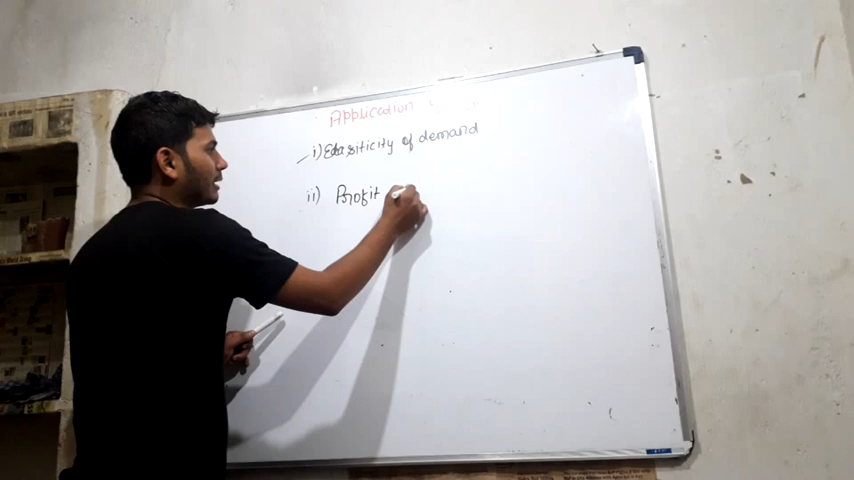 Application
i) Elasiticity of demand
ii) Profit